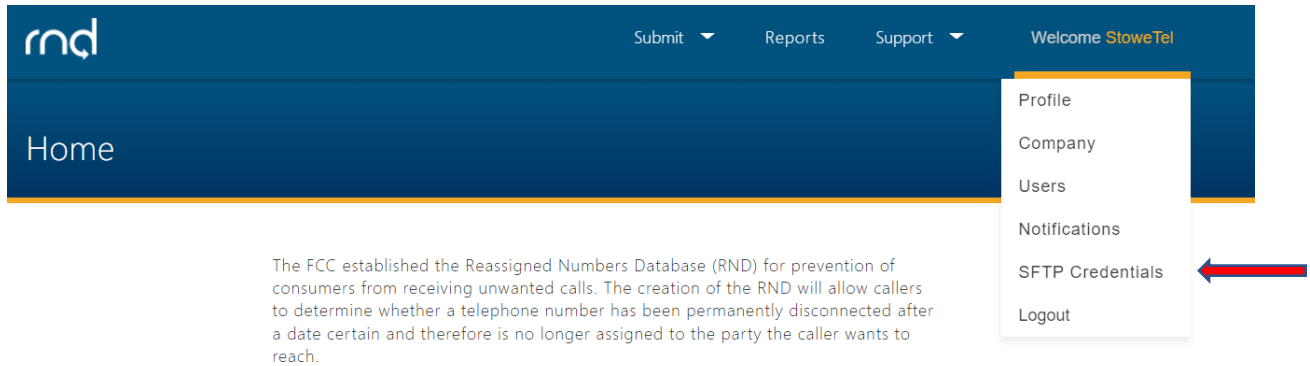 rnd
Submit
Reports
Support
Welcome StoweTel
Profile
Company
Users
Notifications
SFTP Credentials
Logout
Home
The FCC established the Reassigned Numbers Database (RND) for prevention of
consumers from receiving unwanted calls. The creation of the RND will allow callers
to determine whether a telephone number has been permanently disconnected after
a date certain and therefore is no longer assigned to the party the caller wants to
reach.